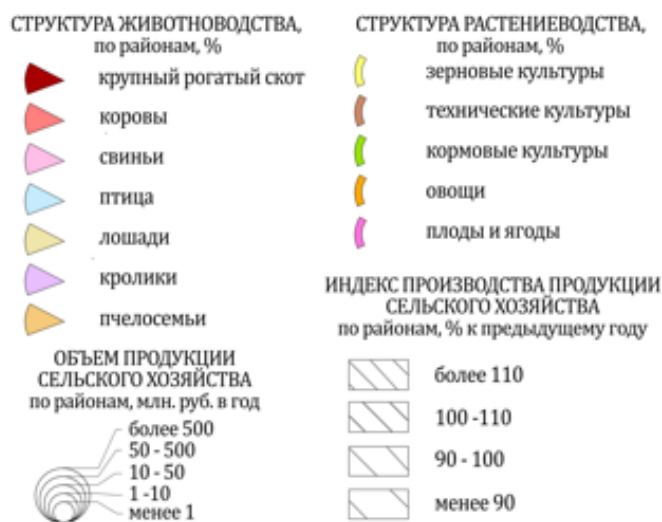 СТРУКТУРА ЖИВОТНОВОДСТВА,
по районам, %
крупный рогатый скот
коровы
свиньи
птица
лошади
кролики
пчелосемьи
ОБЪЕМ ПРОДУКЦИИ
СЕЛЬСКОГО ХОЗЯЙСТВА
по районам, млн. руб. в год
более 500
50 - 500
10 - 50
1 -10
менее 1
СТРУКТУРА РАСТЕНИЕВОДСТВА,
по районам, %
зерновые культуры
технические культуры
кормовые культуры
овощи
плоды и ягоды
ИНДЕКС ПРОИЗВОДСТВА ПРОДУКЦИИ
СЕЛЬСКОГО ХОЗЯЙСТВА
по районам, % к предыдущему году
более 110
100 -110
90 - 100
менее 90